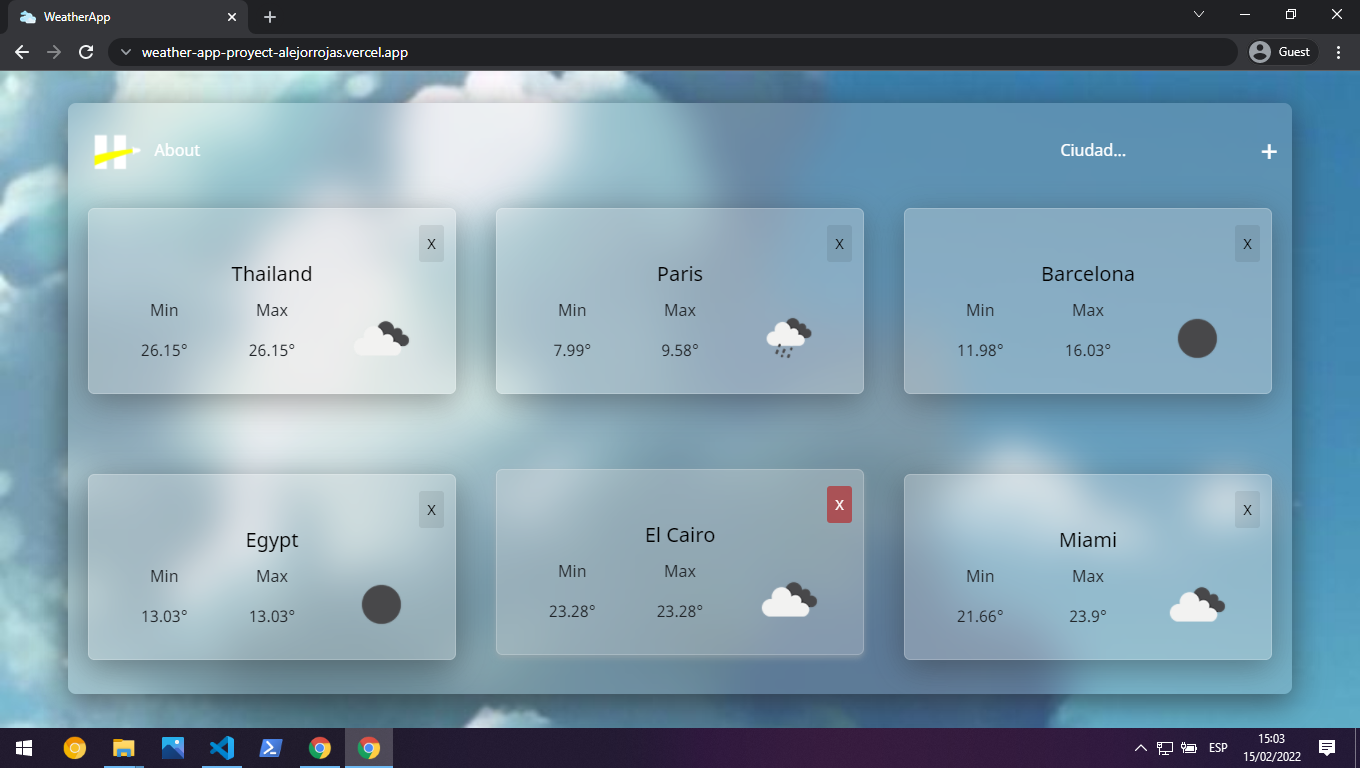 WeatherApp
weather-app-proyect-alejorrojas.vercel.app
Guest
About
Ciudad...
+
X
Thailand
Min Max
26.15° 26.15°
X
Paris
Min Max
7.99° 9.58°
X
Barcelona
Min Max
11.98° 16.03°
X
Egypt
Min Max
13.03° 13.03°
X
El Cairo
Min Max
23.28° 23.28°
X
Miami
Min Max
21.66° 23.9°
ESP
15:03
15/02/2022